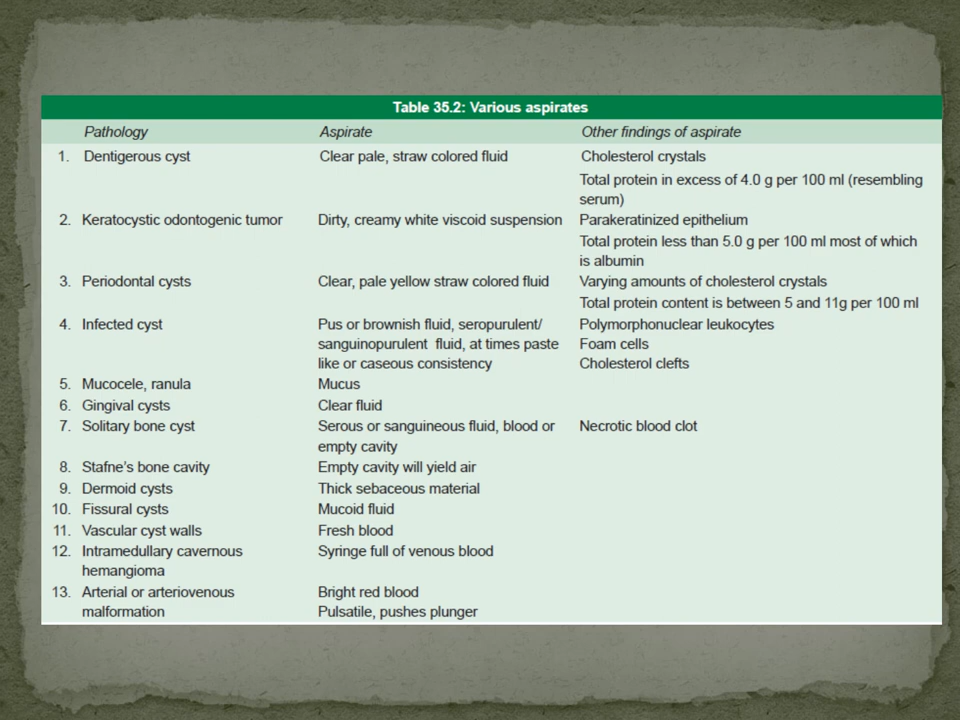 Table 35.2: Various aspirates
Pathology Aspirate Other findings of aspirate
1. Dentigerous cyst Clear pale, straw colored fluid Cholesterol crystals
Total protein in excess of 4.0 g per 100 ml (resembling
serum)
2. Keratocystic odontogenic tumor Dirty, creamy white viscoid suspension Parakeratinized epithelium
Total protein less than 5.0 g per 100 ml most of which
is albumin
3. Periodontal cysts Clear, pale yellow straw colored fluid Varying amounts of cholesterol crystals
Total protein content is between 5 and 11g per 100 ml
4. Infected cyst Pus or brownish fluid, seropurulent/ Polymorphonuclear leukocytes
sanguinopurulent fluid, at times paste Foam cells
like or caseous consistency Cholesterol clefts
5. Mucocele, ranula Mucus
6. Gingival cysts Clear fluid
7. Solitary bone cyst Serous or sanguineous fluid, blood or Necrotic blood clot
empty cavity
8. Stafne's bone cavity Empty cavity will yield air
9. Dermoid cysts Thick sebaceous material
10. Fissural cysts Mucoid fluid
11. Vascular cyst walls Fresh blood
12. Intramedullary cavernous Syringe full of venous blood
hemangioma
13. Arterial or arteriovenous Bright red blood
malformation Pulsatile, pushes plunger